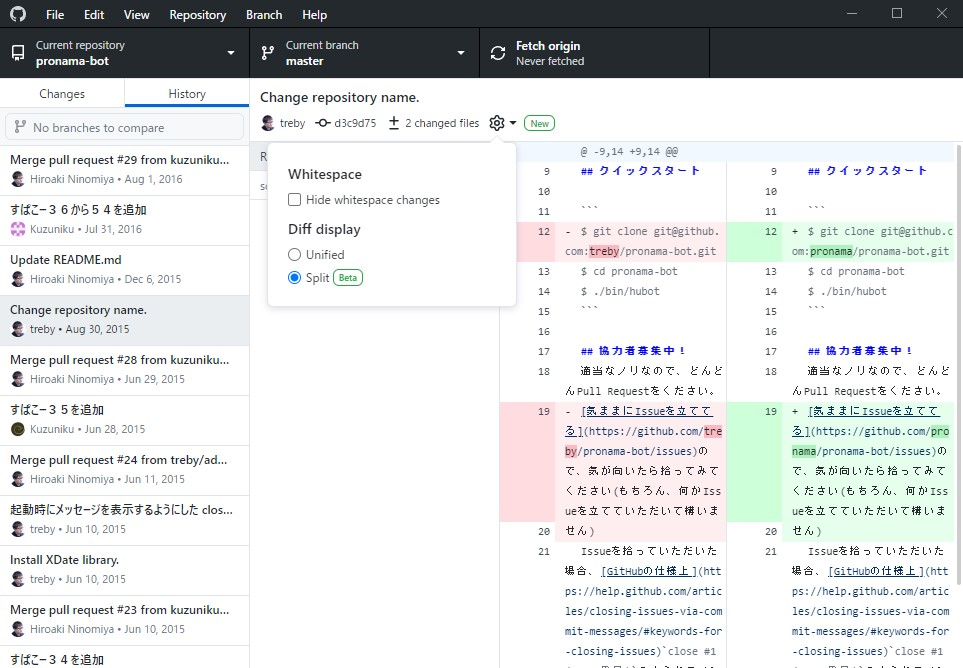 File Edit View Repository Branch Help
Current repository
pronama-bot
Current branch
master
Fetch origin
Never fetched
Changes
History
No branches to compare
Merge pull request #29 from kuzuniku...
Hiroaki Ninomiya • Aug 1, 2016
すぱこー３６から５４を追加
Kuzuniku • Jul 31, 2016
Update README.md
Hiroaki Ninomiya • Dec 6, 2015
Change repository name.
treby • Aug 30, 2015
Merge pull request #28 from kuzuniku...
Hiroaki Ninomiya • Jun 29, 2015
すぱこー３５を追加
Kuzuniku • Jun 28, 2015
Merge pull request #24 from treby/ad...
Hiroaki Ninomiya • Jun 11, 2015
起動時にメッセージを表示するようにした clos...
treby • Jun 10, 2015
Install XDate library.
treby • Jun 10, 2015
Merge pull request #23 from kuzuniku...
Hiroaki Ninomiya • Jun 10, 2015
すぱこー３４を追加
Change repository name.
treby d3c9d75 ± 2 changed files New
Whitespace
Hide whitespace changes
Diff display
Unified
Split Beta
@ -9,14 +9,14 @@
9 ## クイックスタート
10
11 ```
12 - $ git clone git@github.
com:treby/pronama-bot.git
13 $ cd pronama-bot
14 $ ./bin/hubot
15 ```
16
17 ## 協力者募集中！
18 適当なノリなので、どんど
んPull Requestをください。
19 - [気ままにIssueを立てて
る](https://github.com/tre
by/pronama-bot/issues)の
で、気が向いたら拾ってみて
ください(もちろん、何かIss
ueを立てていただいて構いま
20 せん)
21 Issueを拾っていただいた
場合、[GitHubの仕様上](htt
ps://help.github.com/artic
les/closing-issues-via-com
mit-messages/#keywords-for
-closing-issues)`close #1
9 ## クイックスタート
10
11 ```
12 + $ git clone git@github.c
om:pronama/pronama-bot.git
13 $ cd pronama-bot
14 $ ./bin/hubot
15 ```
16
17 ## 協力者募集中！
18 適当なノリなので、どんど
んPull Requestをください。
19 + [気ままにIssueを立てて
る](https://github.com/pro
nama/pronama-bot/issues)の
で、気が向いたら拾ってみて
ください(もちろん、何かIss
ueを立てていただいて構いま
20 せん)
21 Issueを拾っていただいた
場合、[GitHubの仕様上](htt
ps://help.github.com/artic
les/closing-issues-via-com
mit-messages/#keywords-for
-closing-issues)`close #1